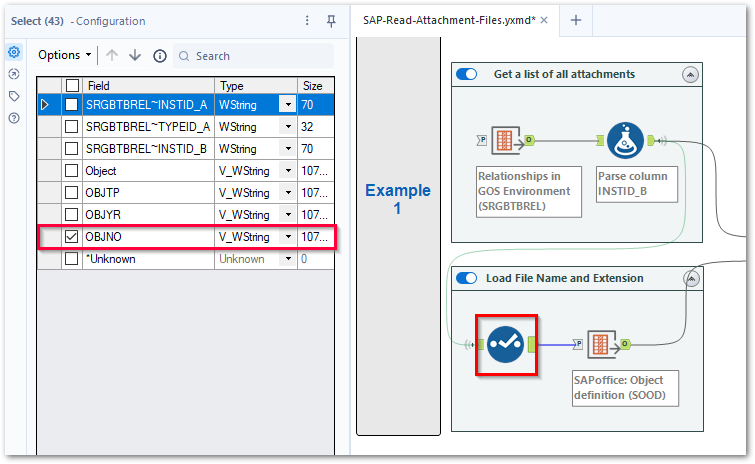 Select (43) - Configuration
Options
Search
Field Type Size
SRGBTBREL~INSTID_A WString 70
SRGBTBREL~TYPEID_A WString 32
SRGBTBREL~INSTID_B WString 70
Object V_WString 107...
OBJTP V_WString 107...
OBJYR V_WString 107...
OBJNO V_WString 107...
*Unknown Unknown 0
SAP-Read-Attachment-Files.yxmd*
Example
1
Get a list of all attachments
P
O
Relationships in
GOS Environment
(SRGBTBREL)
Parse column
INSTID_B
Load File Name and Extension
P
O
SAPoffice: Object
definition (SOOD)